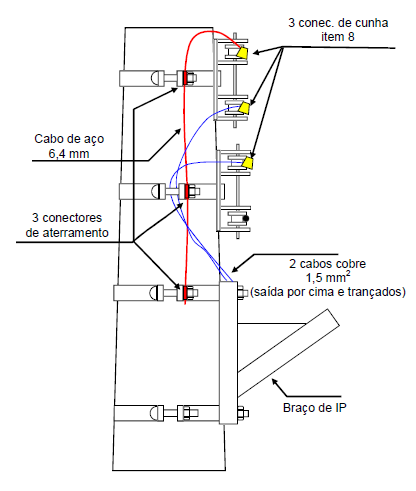 3 conec. de cunha
item 8
Cabo de aço
6,4 mm
3 conectores
de aterramento
2 cabos cobre
1,5 mm²
(saída por cima e trançados)
Braço de IP